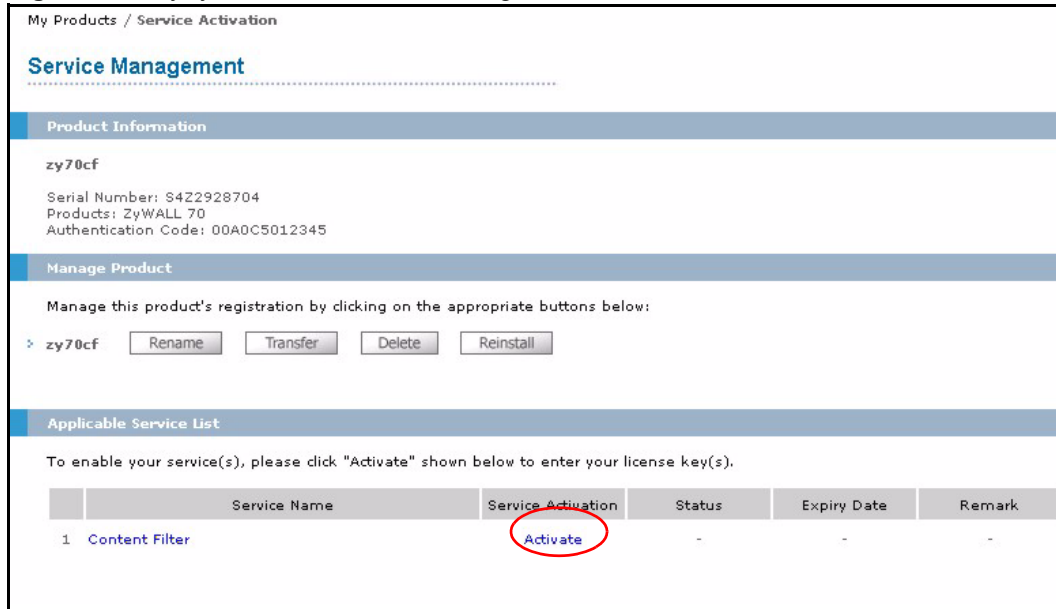 My Products / Service Activation
Service Management
Product Information
zy70cf
Serial Number: S4Z2928704
Products: ZyWALL 70
Authentication Code: 00A0C5012345
Manage Product
Manage this product's registration by clicking on the appropriate buttons below:
zy70cf Rename Transfer Delete Reinstall
Applicable Service List
To enable your service(s), please click "Activate" shown below to enter your license key(s).
Service Name Service Activation Status Expiry Date Remark
1 Content Filter Activate - - -